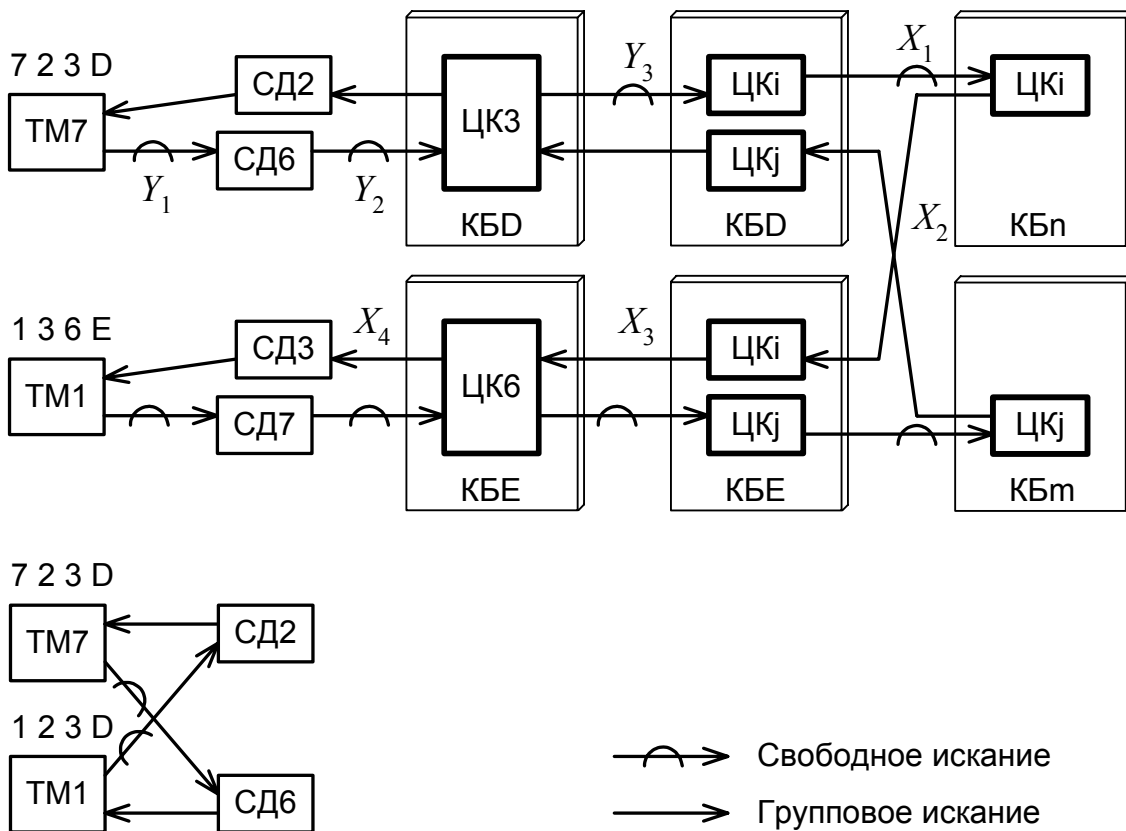 7 2 3 D
ТМ7
СД2
СД6
Y1
Y2
ЦК3
КБD
Y3
ЦКi
ЦКj
КБD
X1
X2
ЦКi
КБn
1 3 6 E
ТМ1
СД3
СД7
X4
ЦК6
КБE
X3
ЦКi
ЦКj
КБE
ЦКj
КБm
7 2 3 D
ТМ7
СД2
1 2 3 D
ТМ1
СД6
Свободное искание
Групповое искание